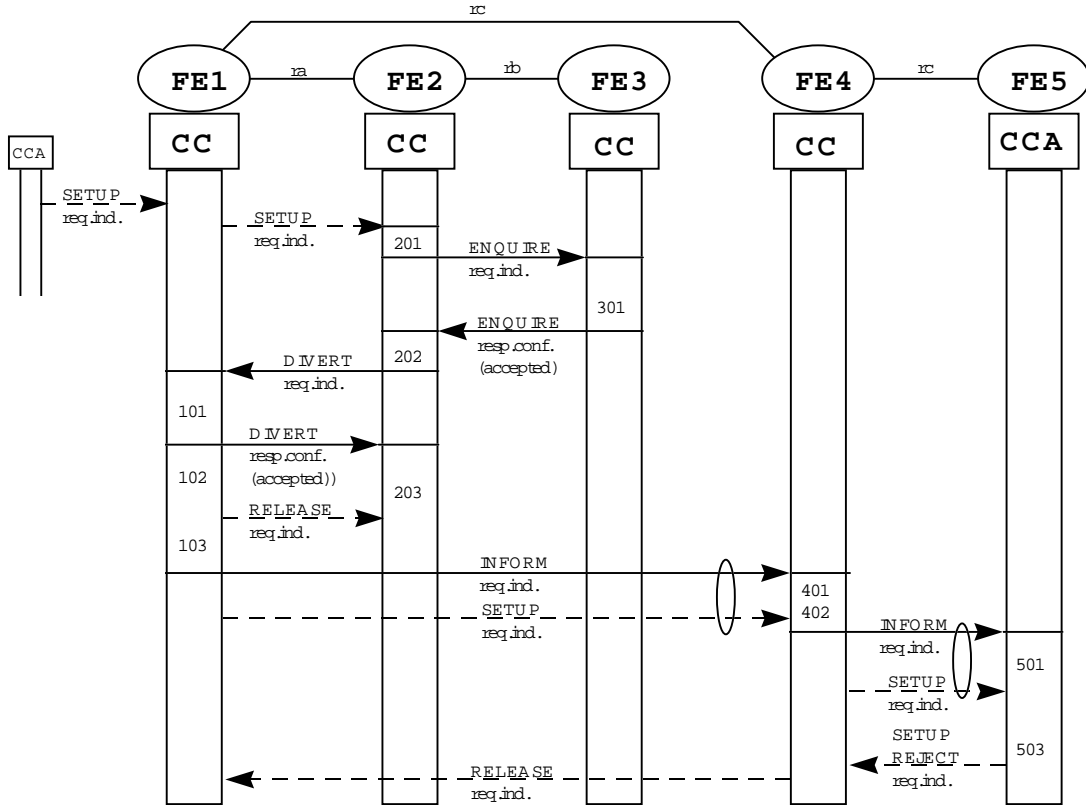 rc
FE1 ra FE2 rb FE3 FE4 rc FE5
CCA CC CC CC CC CCA
SETUP
req.ind.
SETUP
req.ind.
201
ENQUIRE
req.ind.
301
ENQUIRE
resp.conf.
(accepted)
202
DIVERT
req.ind.
101
DIVERT
resp.conf.
(accepted))
102
203
RELEASE
req.ind.
103
INFORM
req.ind.
401
SETUP
req.ind.
402
INFORM
req.ind.
501
SETUP
req.ind.
SETUP
REJECT
req.ind.
503
RELEASE
req.ind.